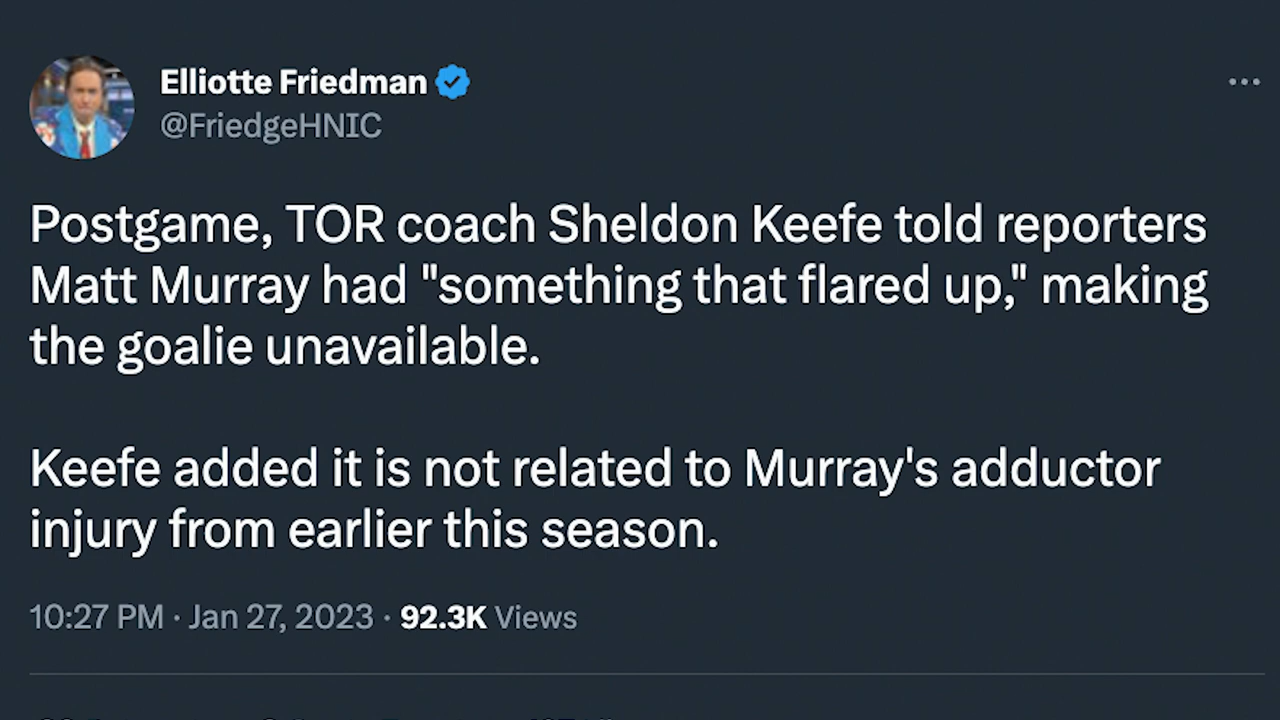 Elliotte Friedman
@FriedgeHNIC
Postgame, TOR coach Sheldon Keefe told reporters
Matt Murray had "something that flared up," making
the goalie unavailable.
Keefe added it is not related to Murray's adductor
injury from earlier this season.
10:27 PM · Jan 27, 2023 · 92.3K Views